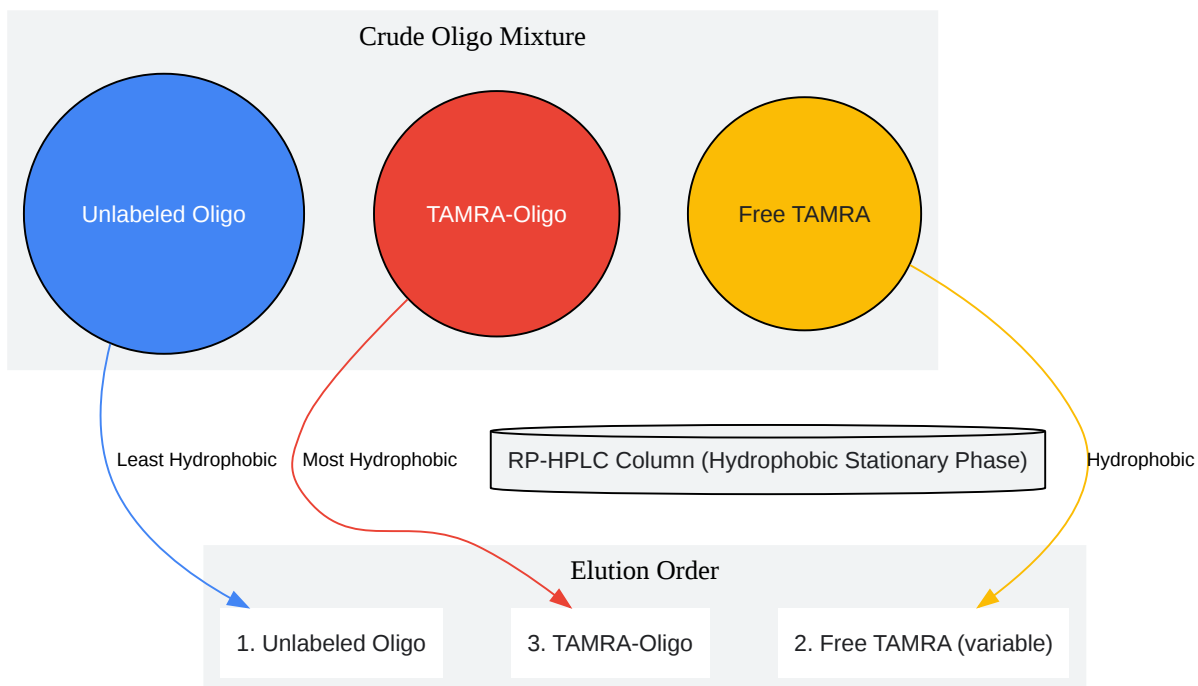 Crude Oligo Mixture
Unlabeled Oligo
TAMRA-Oligo
Free TAMRA
Least Hydrophobic
Most Hydrophobic
RP-HPLC Column (Hydrophobic Stationary Phase)
Hydrophobic
Elution Order
1. Unlabeled Oligo
3. TAMRA-Oligo
2. Free TAMRA (variable)